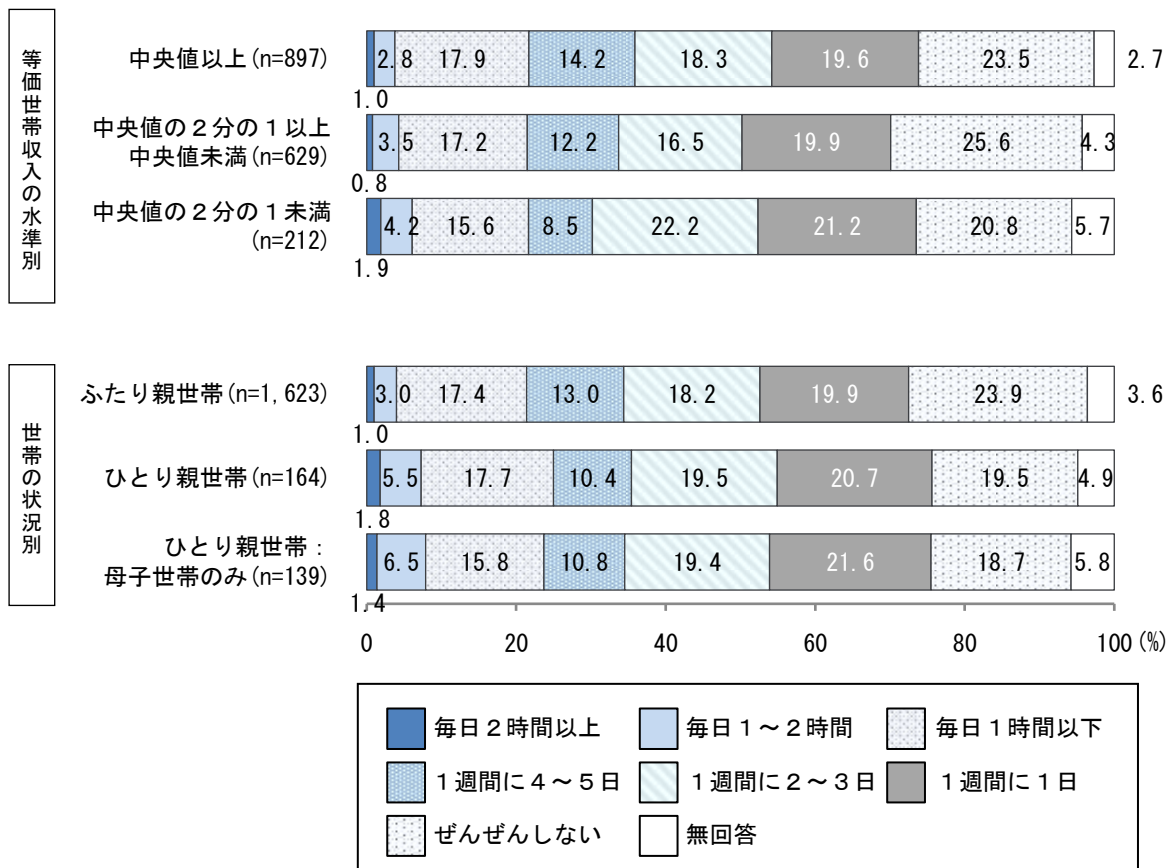 等価世帯収入の水準別
中央値以上(n=897)
1.0 2.8 17.9 14.2 18.3 19.6 23.5 2.7
中央値の2分の1以上
中央値未満(n=629)
0.8 3.5 17.2 12.2 16.5 19.9 25.6 4.3
中央値の2分の1未満
(n=212)
1.9 4.2 15.6 8.5 22.2 21.2 20.8 5.7
世帯の状況別
ふたり親世帯(n=1,623)
1.0 3.0 17.4 13.0 18.2 19.9 23.9 3.6
ひとり親世帯(n=164)
1.8 5.5 17.7 10.4 19.5 20.7 19.5 4.9
ひとり親世帯：
母子世帯のみ(n=139)
1.4 6.5 15.8 10.8 19.4 21.6 18.7 5.8
0 20 40 60 80 100 (%)
毎日２時間以上 毎日１～２時間 毎日１時間以下
１週間に４～５日 １週間に２～３日 １週間に１日
ぜんぜんしない 無回答